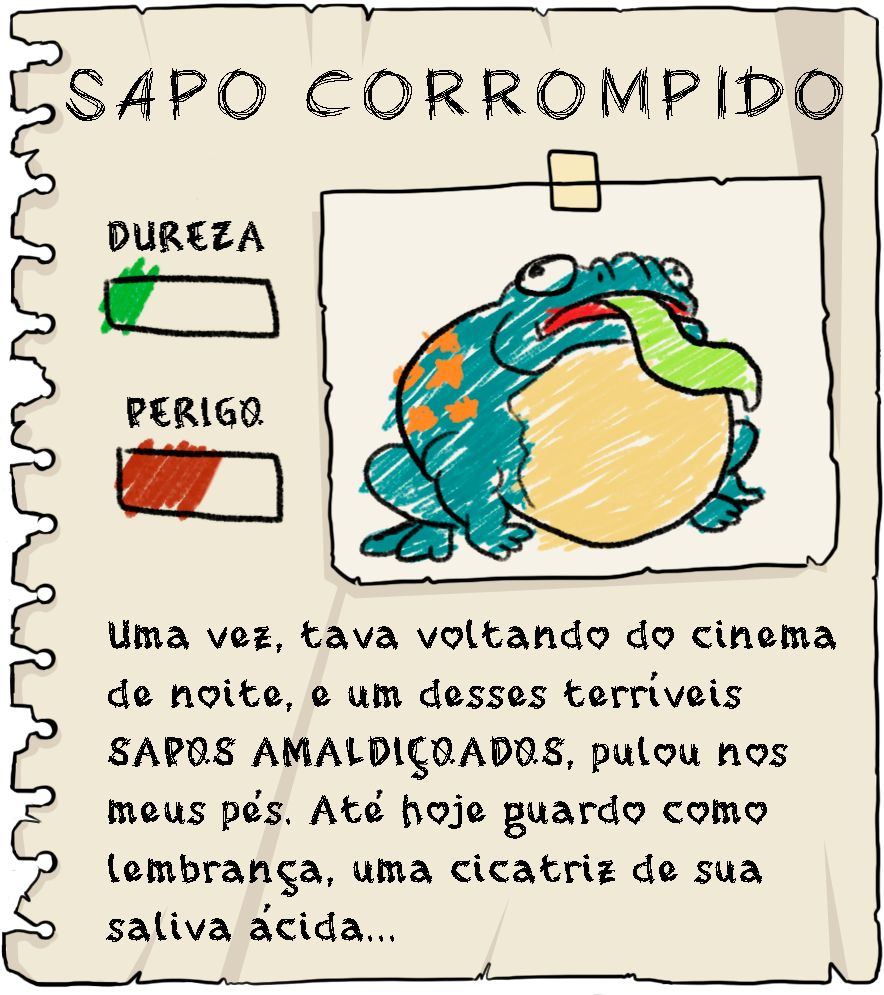 SAPO CORROMPIDO
DUREZA
PERIGO
Uma vez, tava voltando do cinema
de noite, e um desses terríveis
SAPOS AMALDIÇOADOS, pulou nos
meus pés. Até hoje guardo como
lembrança, uma cicatriz de sua
saliva ácida...